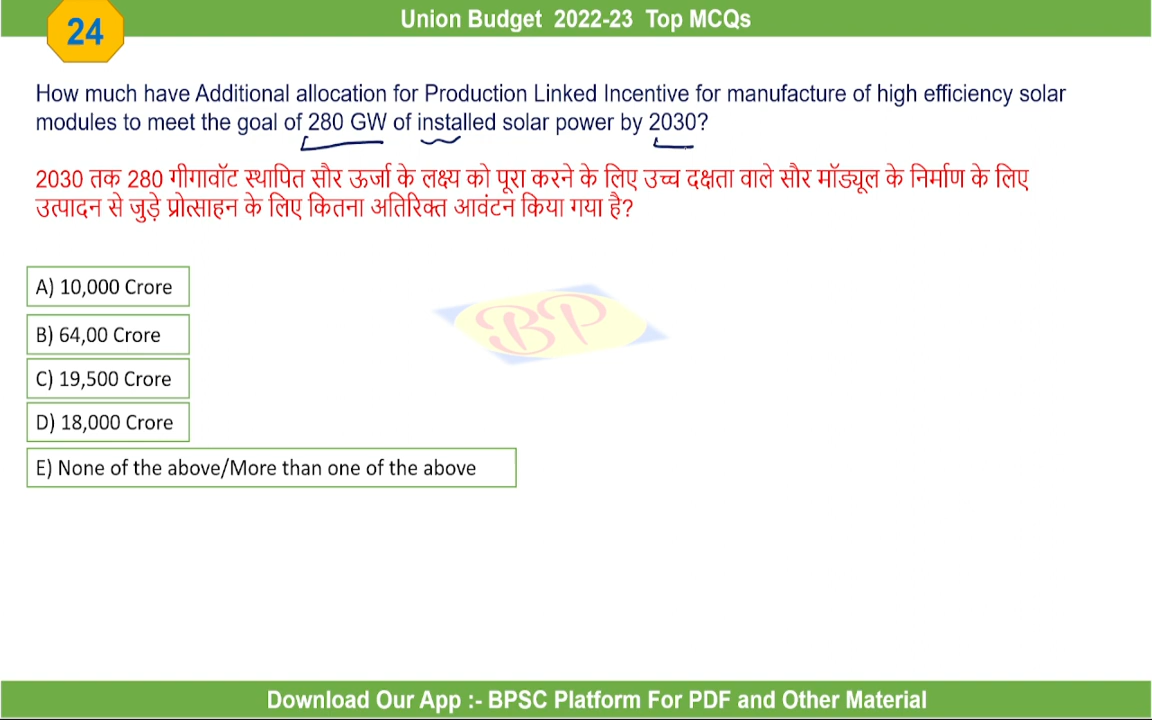 Union Budget 2022-23 Top MCQs
24
How much have Additional allocation for Production Linked Incentive for manufacture of high efficiency solar
modules to meet the goal of 280 GW of installed solar power by 2030?
2030 तक 280 गीगावॉट स्थापित सौर ऊर्जा के लक्ष्य को पूरा करने के लिए उच्च दक्षता वाले सौर मॉड्यूल के निर्माण के लिए
उत्पादन से जुड़े प्रोत्साहन के लिए कितना अतिरिक्त आवंटन किया गया है?
A) 10,000 Crore
BP
B) 64,00 Crore
C) 19,500 Crore
D) 18,000 Crore
E) None of the above/More than one of the above
Download Our App :- BPSC Platform For PDF and Other Material